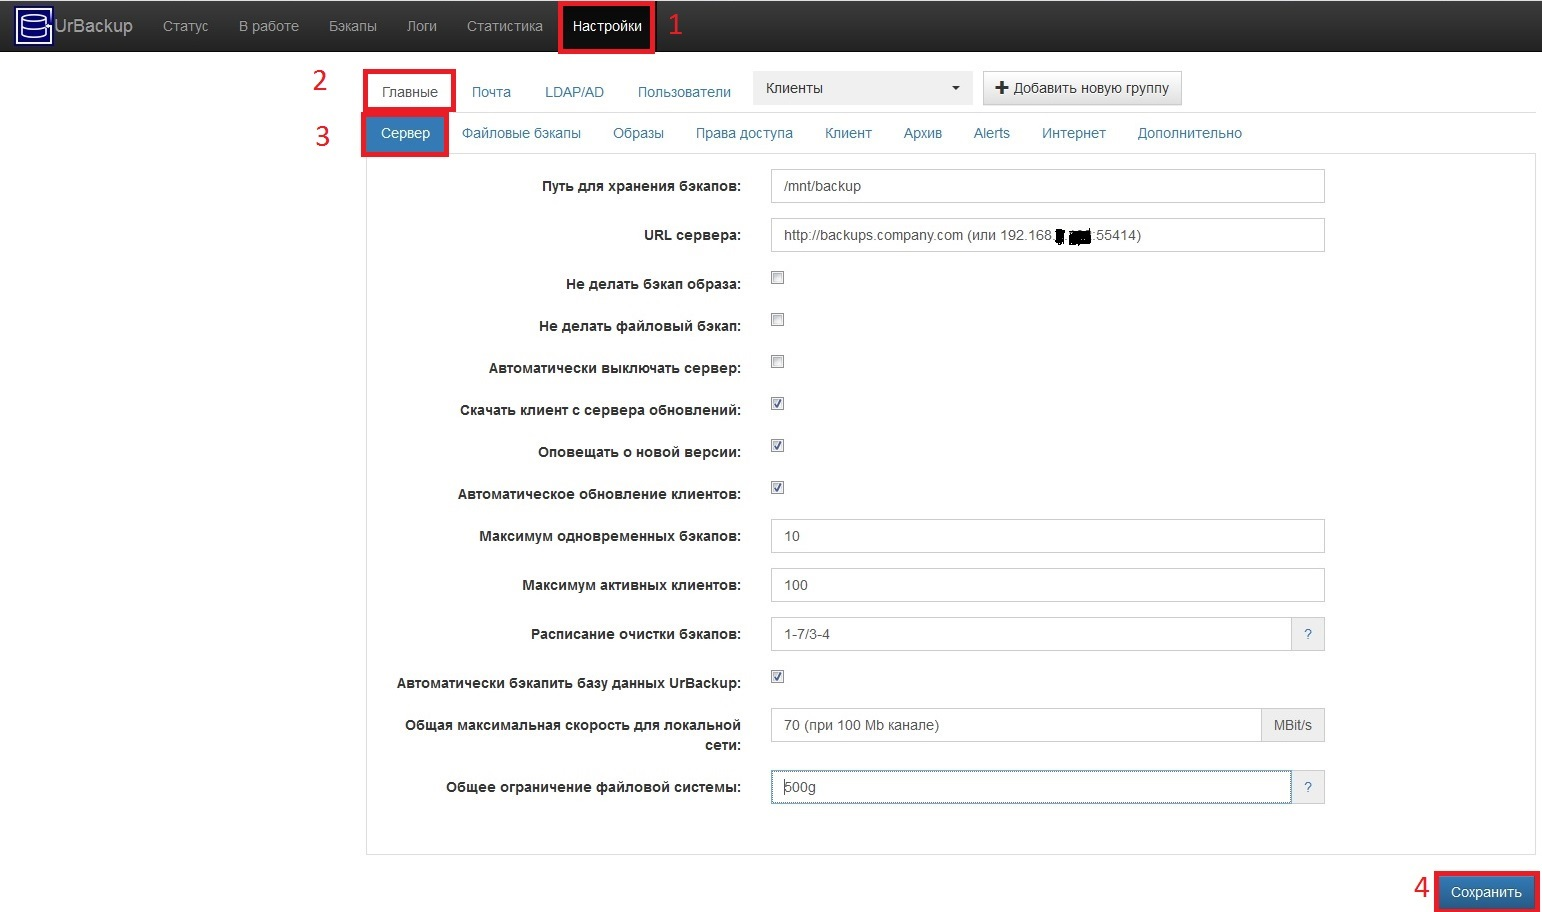 UrBackup Статус В работе Бэкапы Логи Статистика Настройки 1
2 Главные Почта LDAP/AD Пользователи Клиенты Добавить новую группу
3 Сервер Файловые бэкапы Образы Права доступа Клиент Архив Alerts Интернет Дополнительно
Путь для хранения бэкапов: /mnt/backup
URL сервера: http://backups.company.com (или 192.168. :55414)
Не делать бэкап образа:
Не делать файловый бэкап:
Автоматически выключать сервер:
Скачать клиент с сервера обновлений:
Оповещать о новой версии:
Автоматическое обновление клиентов:
Максимум одновременных бэкапов: 10
Максимум активных клиентов: 100
Расписание очистки бэкапов: 1-7/3-4 ?
Автоматически бэкапить базу данных UrBackup:
Общая максимальная скорость для локальной 70 (при 100 Mb канале) MBit/s
сети:
Общее ограничение файловой системы: 500g ?
4 Сохранить